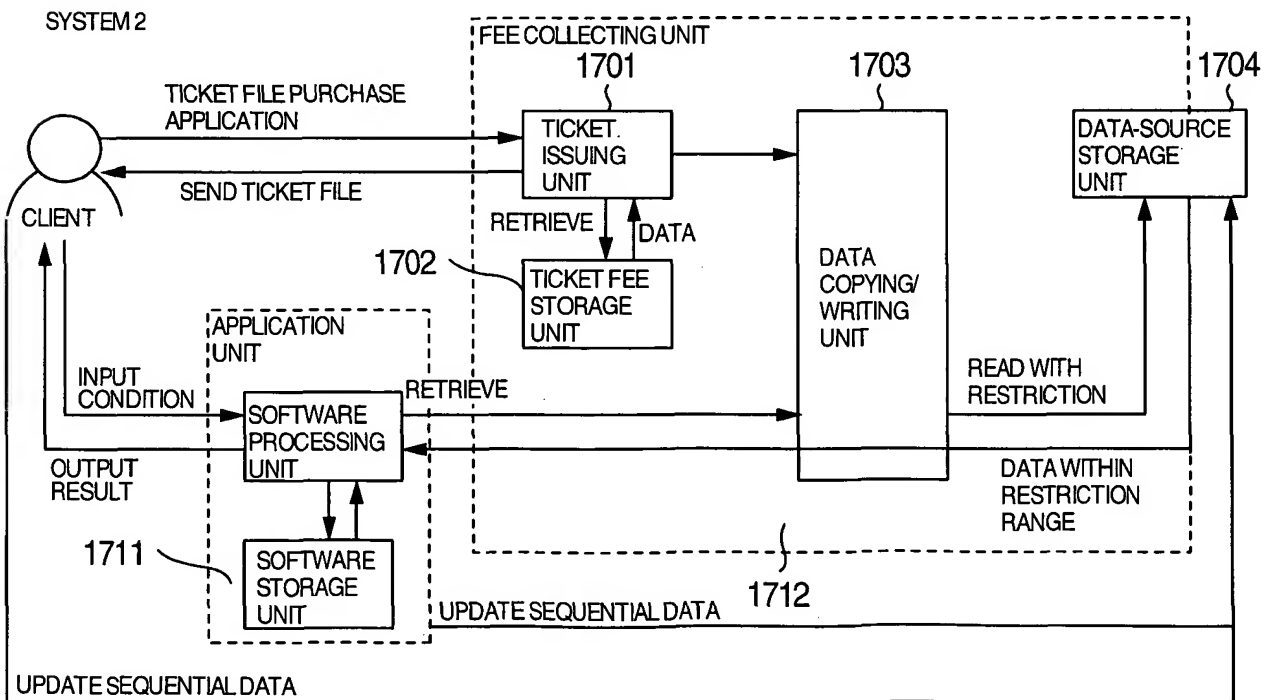 SYSTEM 2
FEE COLLECTING UNIT
1701
1703
1704
TICKET FILE PURCHASE
APPLICATION
TICKET.
ISSUING
UNIT
DATA-SOURCE
STORAGE
UNIT
SEND TICKET FILE
CLIENT
RETRIEVE
DATA
1702
TICKET FEE
STORAGE
UNIT
DATA
COPYING/
WRITING
UNIT
APPLICATION
UNIT
INPUT
CONDITION
RETRIEVE
READ WITH
RESTRICTION
SOFTWARE
PROCESSING
UNIT
OUTPUT
RESULT
DATA WITHIN
RESTRICTION
RANGE
1711
SOFTWARE
STORAGE
UNIT
1712
UPDATE SEQUENTIAL DATA
UPDATE SEQUENTIAL DATA